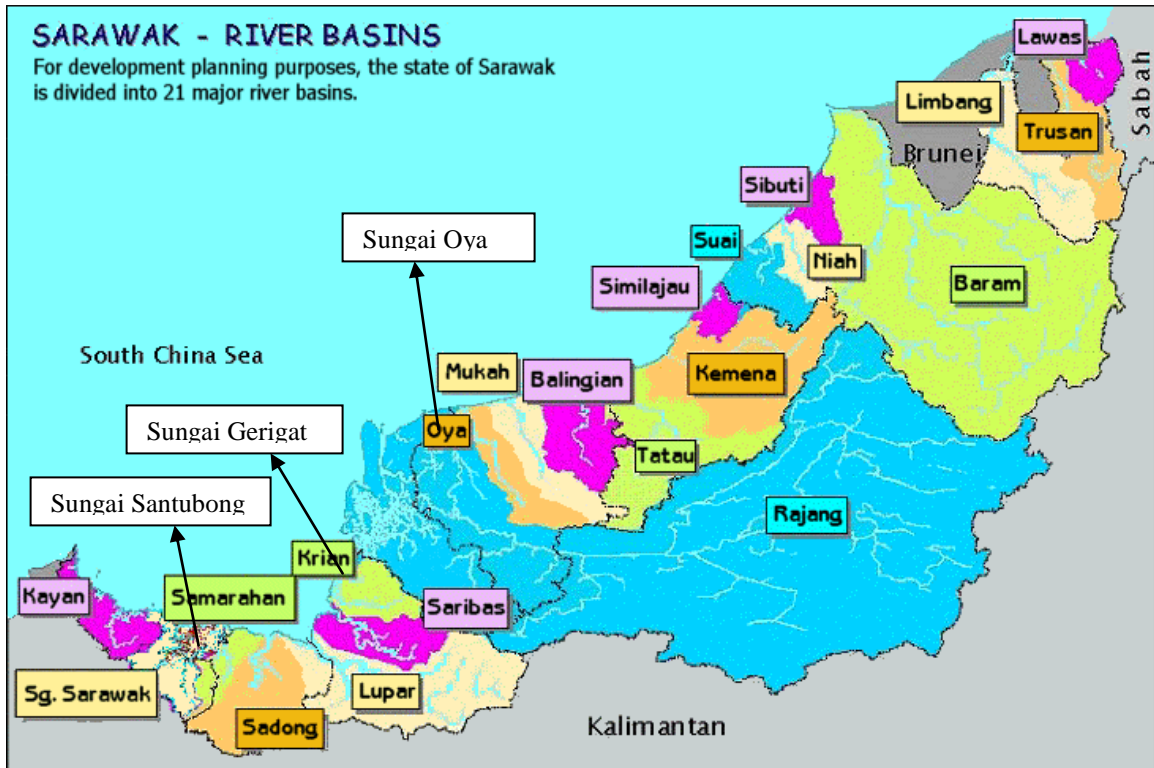 SARAWAK - RIVER BASINS
For development planning purposes, the state of Sarawak
is divided into 21 major river basins.
Lawas
Sabah
Limbang
Trusan
Brunei
Sibuti
Sungai Oya
Suai
Niah
Similajau
Baram
South China Sea
Mukah
Balingian
Kemena
Sungai Gerigat
Oya
Tatau
Sungai Santubong
Rajang
Krian
Kayan
Samarahan
Saribas
Sg. Sarawak
Lupar
Sadong
Kalimantan